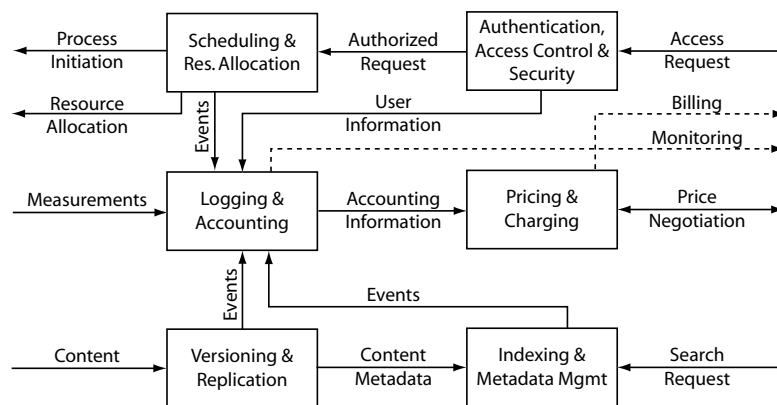 Process
Initiation
Scheduling &
Res. Allocation
Authorized
Request
Authentication,
Access Control &
Security
Access
Request
Resource
Allocation
Events
User
Information
Billing
Monitoring
Measurements
Logging &
Accounting
Accounting
Information
Pricing &
Charging
Price
Negotiation
Events
Events
Content
Versioning &
Replication
Content
Metadata
Indexing &
Metadata Mgmt
Search
Request